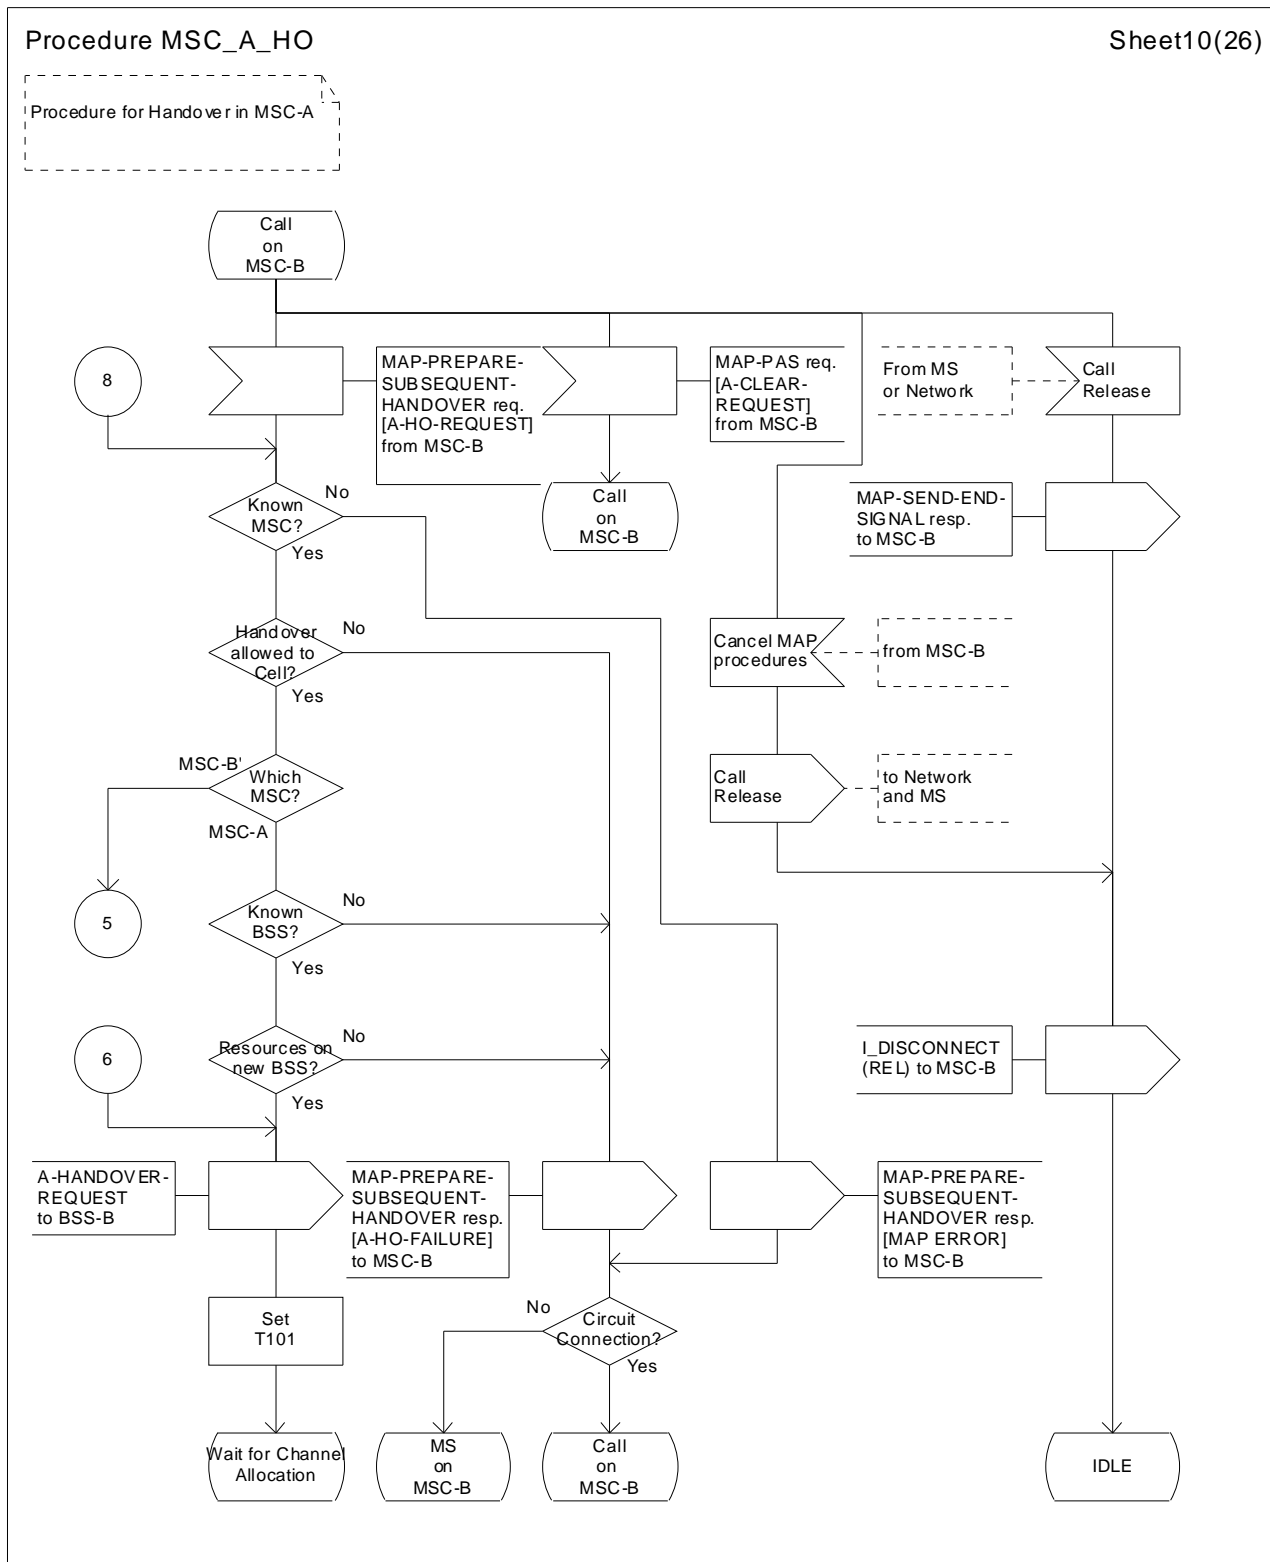 Procedure MSC_A_HO
Sheet10(26)
Procedure for Handover in MSC-A
Call
on
MSC-B
8
MAP-PREPARE-
SUBSEQUENT-
HANDOVER req.
[A-HO-REQUEST]
from MSC-B
MAP-PAS req.
[A-CLEAR-
REQUEST]
from MSC-B
From MS
or Network
Call
Release
Known
MSC?
No
Yes
Call
on
MSC-B
MAP-SEND-END-
SIGNAL resp.
to MSC-B
Handover
allowed to
Cell?
No
Yes
Cancel MAP
procedures
from MSC-B
MSC-B'
Which
MSC?
MSC-A
Call
Release
to Network
and MS
5
Known
BSS?
No
Yes
6
Resources on
new BSS?
No
Yes
I_DISCONNECT
(REL) to MSC-B
A-HANDOVER-
REQUEST
to BSS-B
MAP-PREPARE-
SUBSEQUENT-
HANDOVER resp.
[A-HO-FAILURE]
to MSC-B
MAP-PREPARE-
SUBSEQUENT-
HANDOVER resp.
[MAP ERROR]
to MSC-B
Set
T101
No
Circuit
Connection?
Yes
Wait for Channel
Allocation
MS
on
MSC-B
Call
on
MSC-B
IDLE